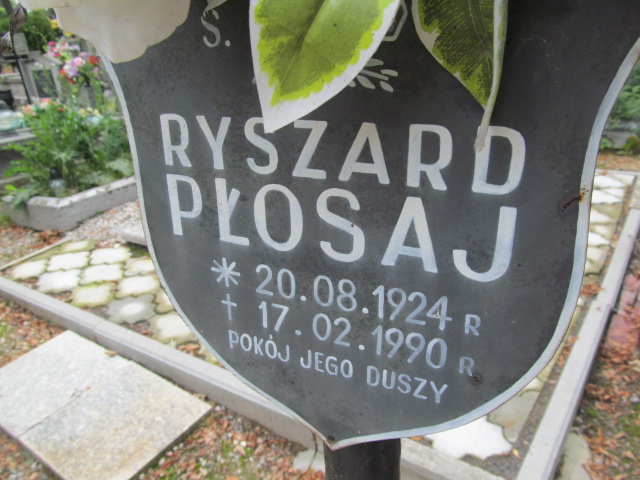 Ś.
RYSZARD
PŁOSAJ
* 20.08.1924 R
† 17.02.1990 R
POKÓJ JEGO DUSZY